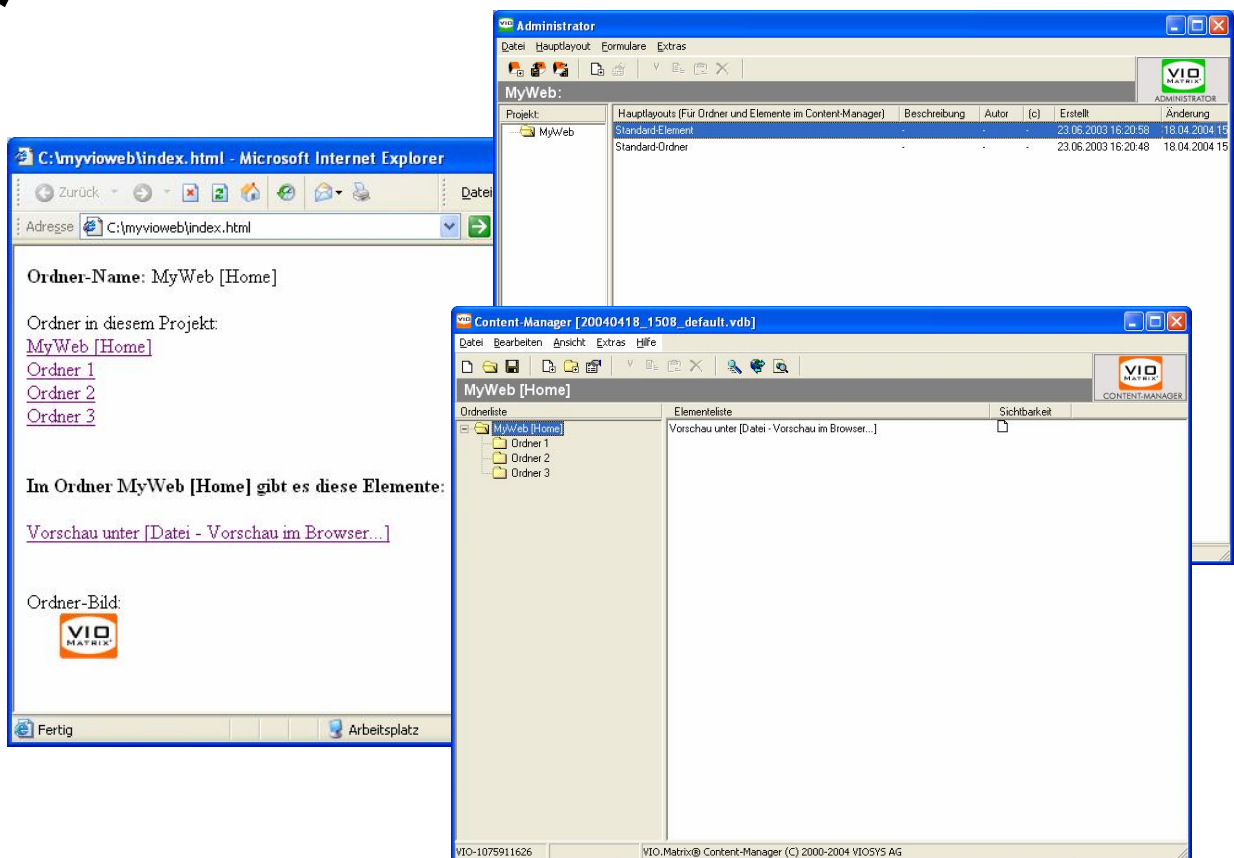 Administrator
Datei Hauptlayout Formulare Extras
VIO
MATRIX
ADMINISTRATOR
MyWeb:
Projekt: Hauptlayouts (Für Ordner und Elemente im Content-Manager) Beschreibung Autor (c) Erstellt Änderung
MyWeb Standard-Element - - - 23.06.2003 16:20:58 18.04.2004 15
Standard-Ordner - - - 23.06.2003 16:20:48 18.04.2004 15
C:\myvioweb\index.html - Microsoft Internet Explorer
Zurück Datei
Adresse C:\myvioweb\index.html
Ordner-Name: MyWeb [Home]
Ordner in diesem Projekt:
MyWeb [Home]
Ordner 1
Ordner 2
Ordner 3
Im Ordner MyWeb [Home] gibt es diese Elemente:
Vorschau unter [Datei - Vorschau im Browser...]
Ordner-Bild:
VIO
MATRIX
Fertig Arbeitsplatz
Content-Manager [20040418_1508_default.vdb]
Datei Bearbeiten Ansicht Extras Hilfe
VIO
MATRIX
CONTENT-MANAGER
MyWeb [Home]
Ordnerliste Elementeliste Sichtbarkeit
MyWeb [Home] Vorschau unter [Datei - Vorschau im Browser...]
Ordner 1
Ordner 2
Ordner 3
VIO-1075911626 VIO.Matrix® Content-Manager (C) 2000-2004 VIOSYS AG